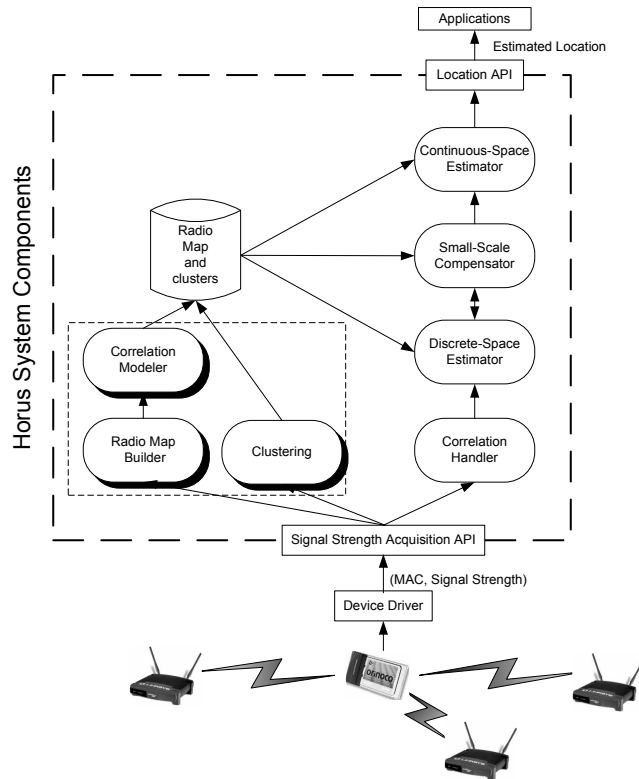 Applications
Estimated Location
Location API
Continuous-Space
Estimator
Horus System Components
Radio
Map
and
clusters
Small-Scale
Compensator
Correlation
Modeler
Discrete-Space
Estimator
Radio Map
Builder
Clustering
Correlation
Handler
Signal Strength Acquisition API
(MAC, Signal Strength)
Device Driver
orinoco